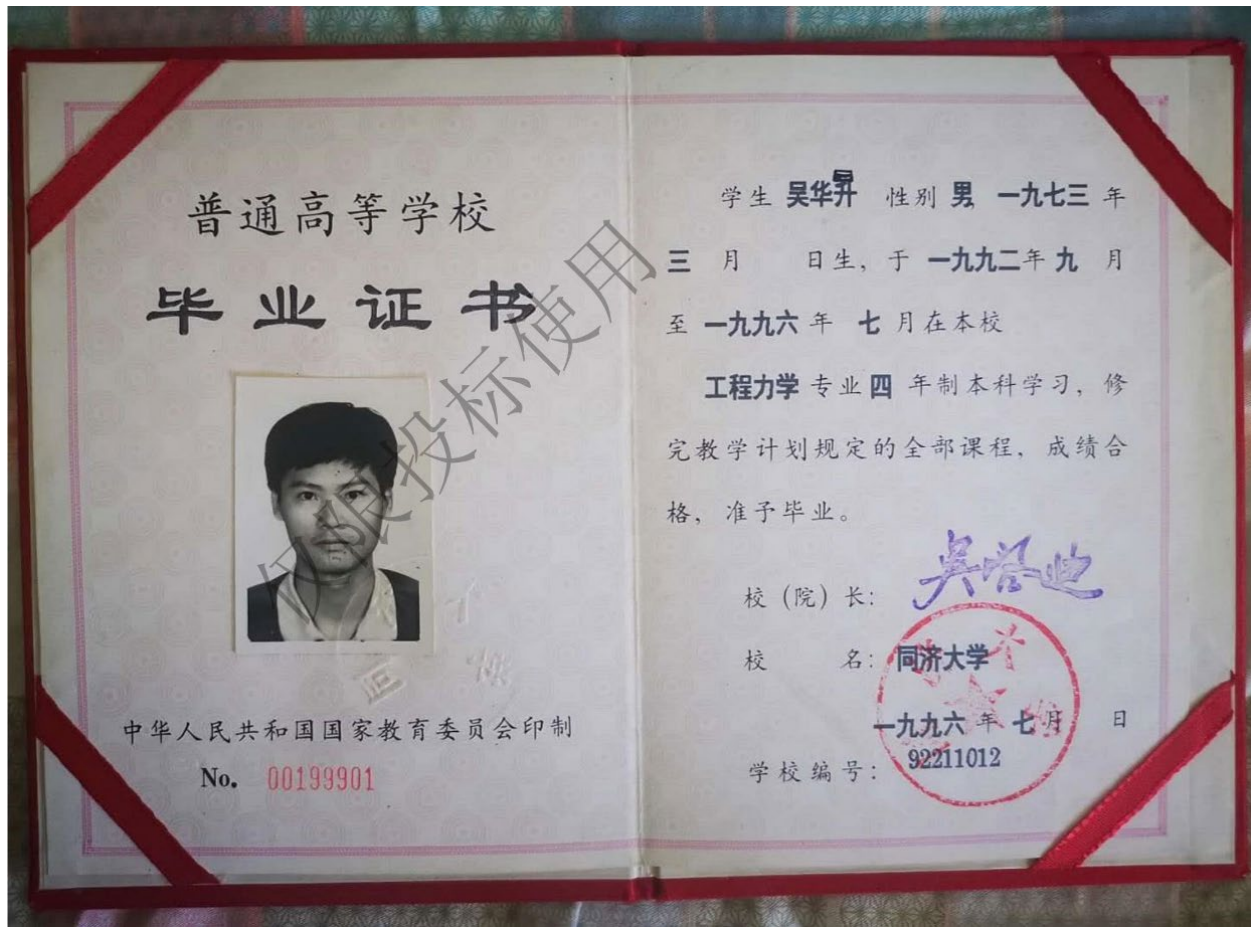 普通高等学校
毕业证书
中华人民共和国国家教育委员会印制
No. 00199901
学生 吴华昇 性别 男, 一九七三 年
三 月 日生, 于 一九九二年 九 月
至 一九九六 年 七 月在本校
工程力学 专业 四 年制本科学习, 修
完教学计划规定的全部课程, 成绩合
格, 准予毕业。
校(院)长: 吴启迪
校 名: 同济大学
一九九六 年 七月 日
学校编号: 92211012
仅限投标使用